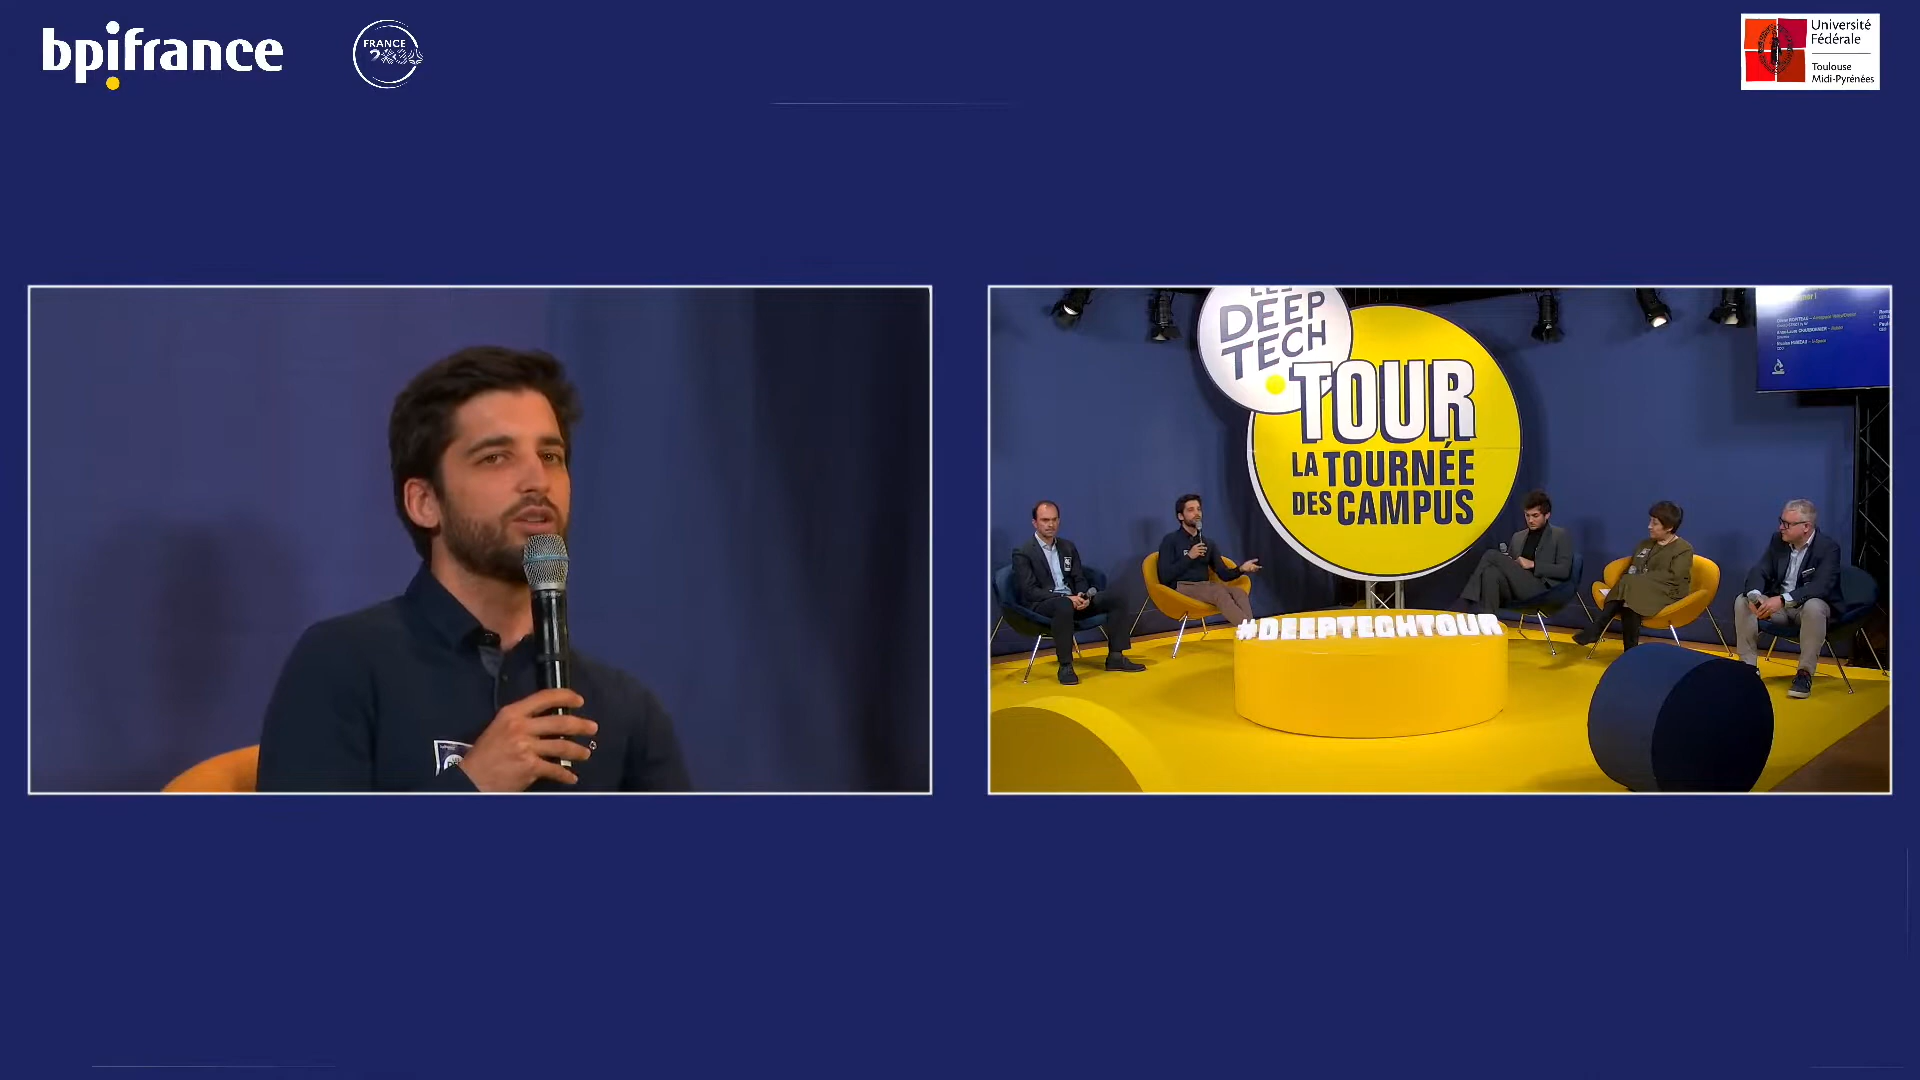 bpifrance
FRANCE
Université
Fédérale
Toulouse
Midi-Pyrénées
DEEP
TECH
TOUR
LA TOURNÉE
DES CAMPUS
#DEEPTECHTOUR